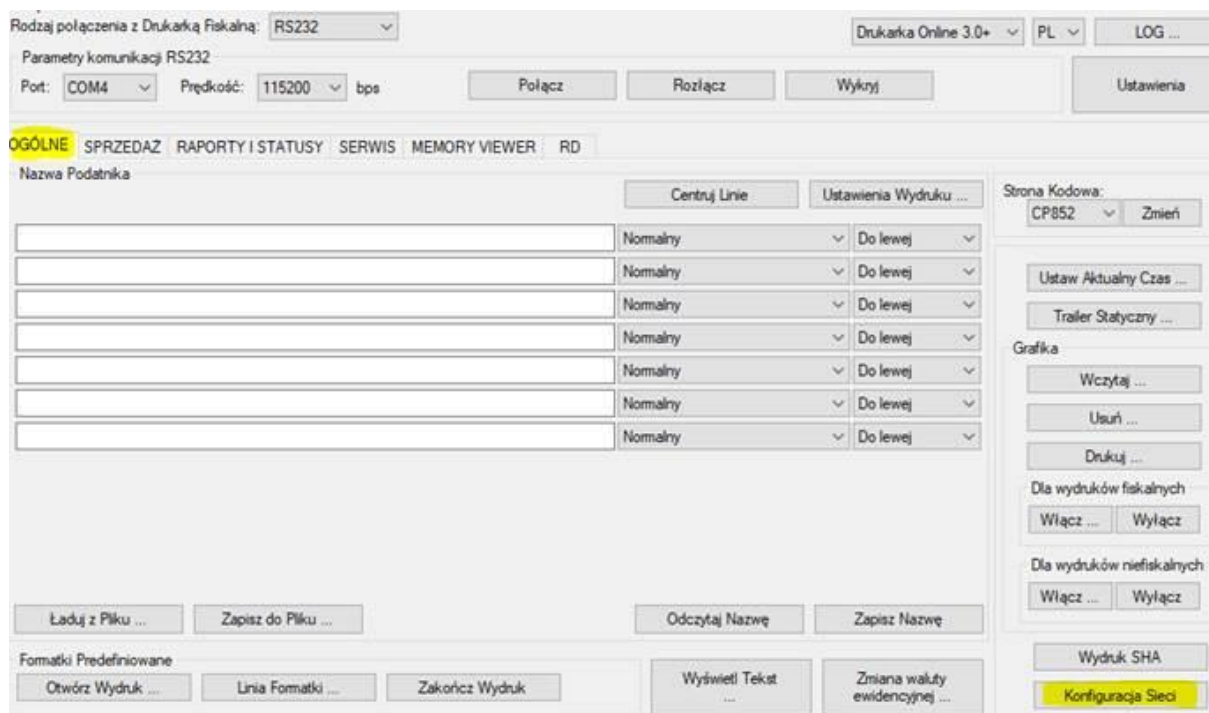 Rodzaj połączenia z Drukarką Fiskalną: RS232 Drukarka Online 3.0+ PL LOG ...
Parametry komunikacji RS232
Port: COM4 Prędkość: 115200 bps Połącz Rozłącz Wykryj Ustawienia
OGÓLNE SPRZEDAŻ RAPORTY I STATUSY SERWIS MEMORY VIEWER RD
Nazwa Podatnika
Centruj Linie Ustawienia Wydruku ... Strona Kodowa:
CP852 Zmień
Normalny Do lewej
Normalny Do lewej Ustaw Aktualny Czas ...
Normalny Do lewej Trailer Statyczny ...
Normalny Do lewej Grafika
Normalny Do lewej Wczytaj ...
Normalny Do lewej Usuń ...
Normalny Do lewej Drukuj ...
Dla wydruków fiskalnych
Włącz ... Wyłącz
Dla wydruków niefiskalnych
Włącz ... Wyłącz
Ładuj z Pliku ... Zapisz do Pliku ... Odczytaj Nazwę Zapisz Nazwę
Formatki Predefiniowane Wydruk SHA
Otwórz Wydruk ... Linia Formatki ... Zakończ Wydruk Wyświetl Tekst ... Zmiana waluty ewidencyjnej ... Konfiguracja Sieci